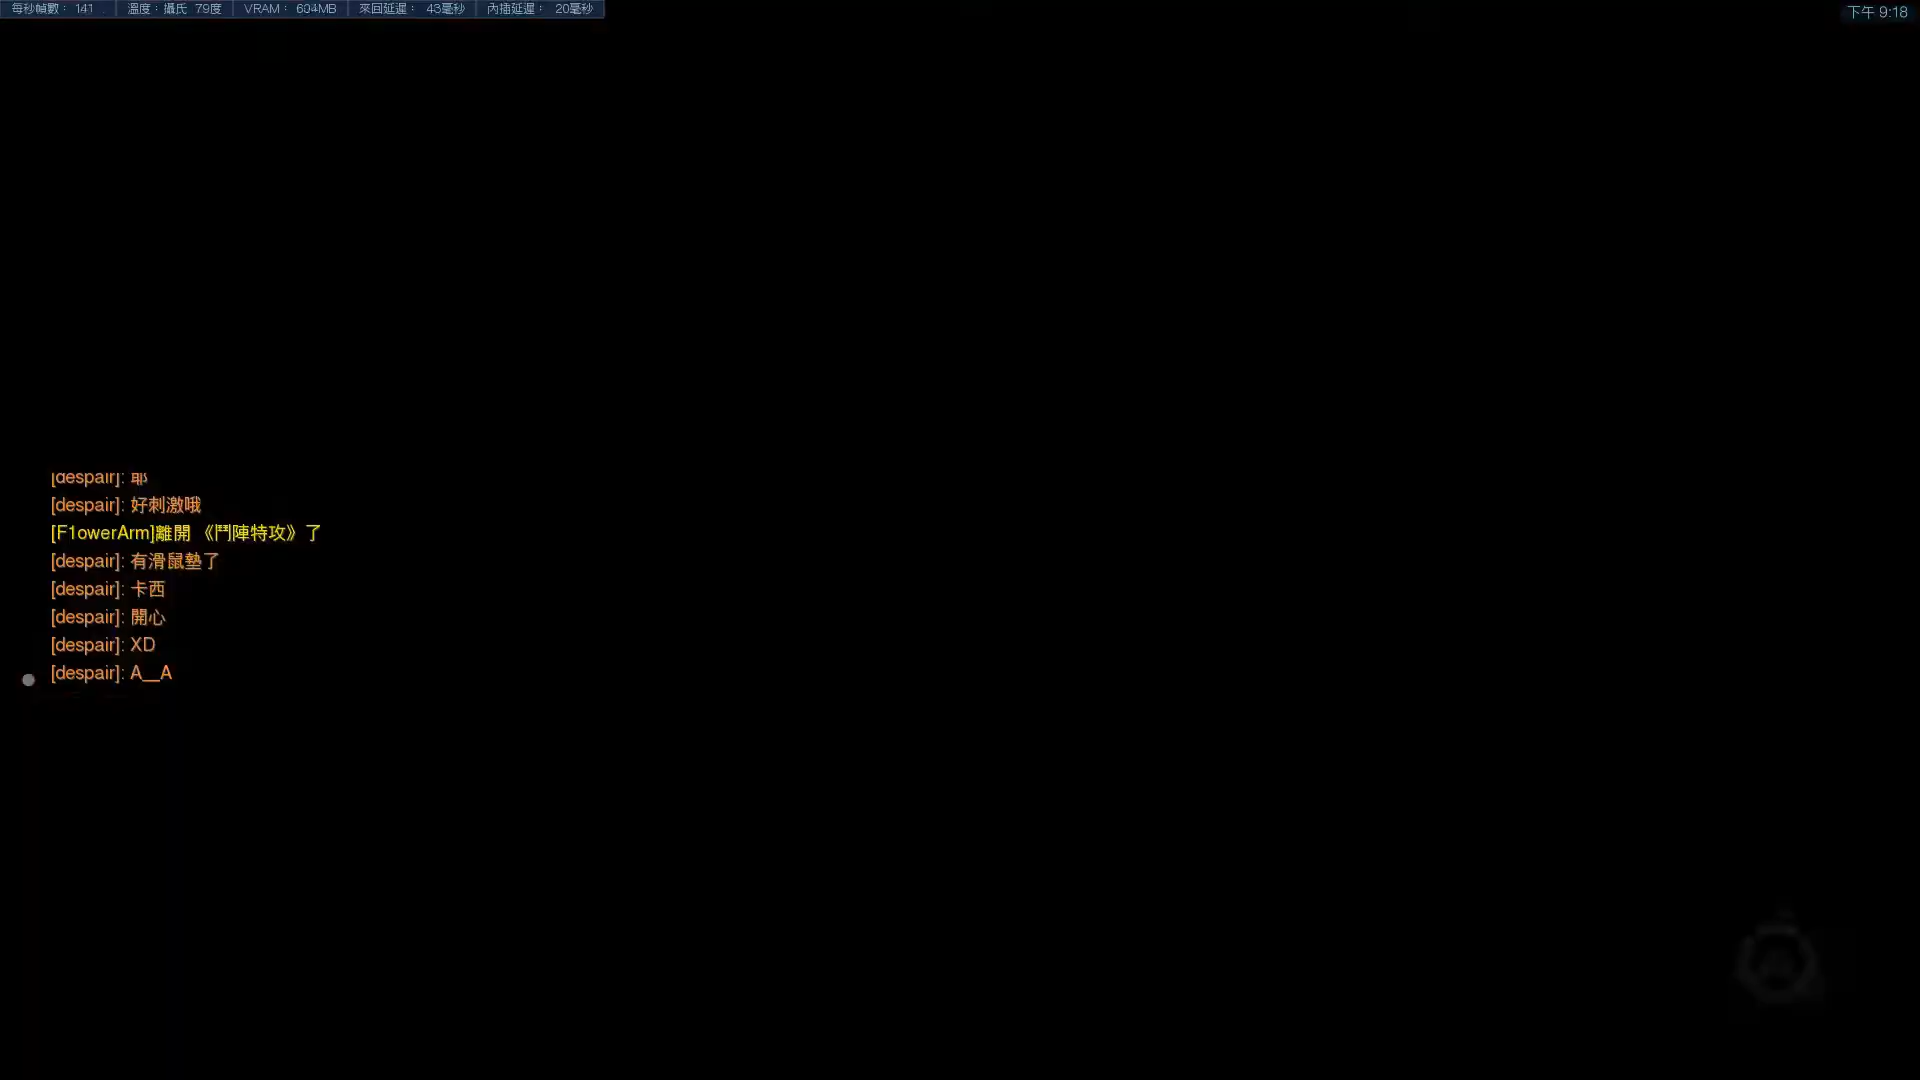 每秒幀數： 141
溫度：攝氏 79度
VRAM： 604MB
來回延遲： 43毫秒
內插延遲： 20毫秒
下午 9:18
[despair]: 耶
[despair]: 好刺激哦
[F1owerArm]離開 《鬥陣特攻》了
[despair]: 有滑鼠墊了
[despair]: 卡西
[despair]: 開心
[despair]: XD
[despair]: A__A